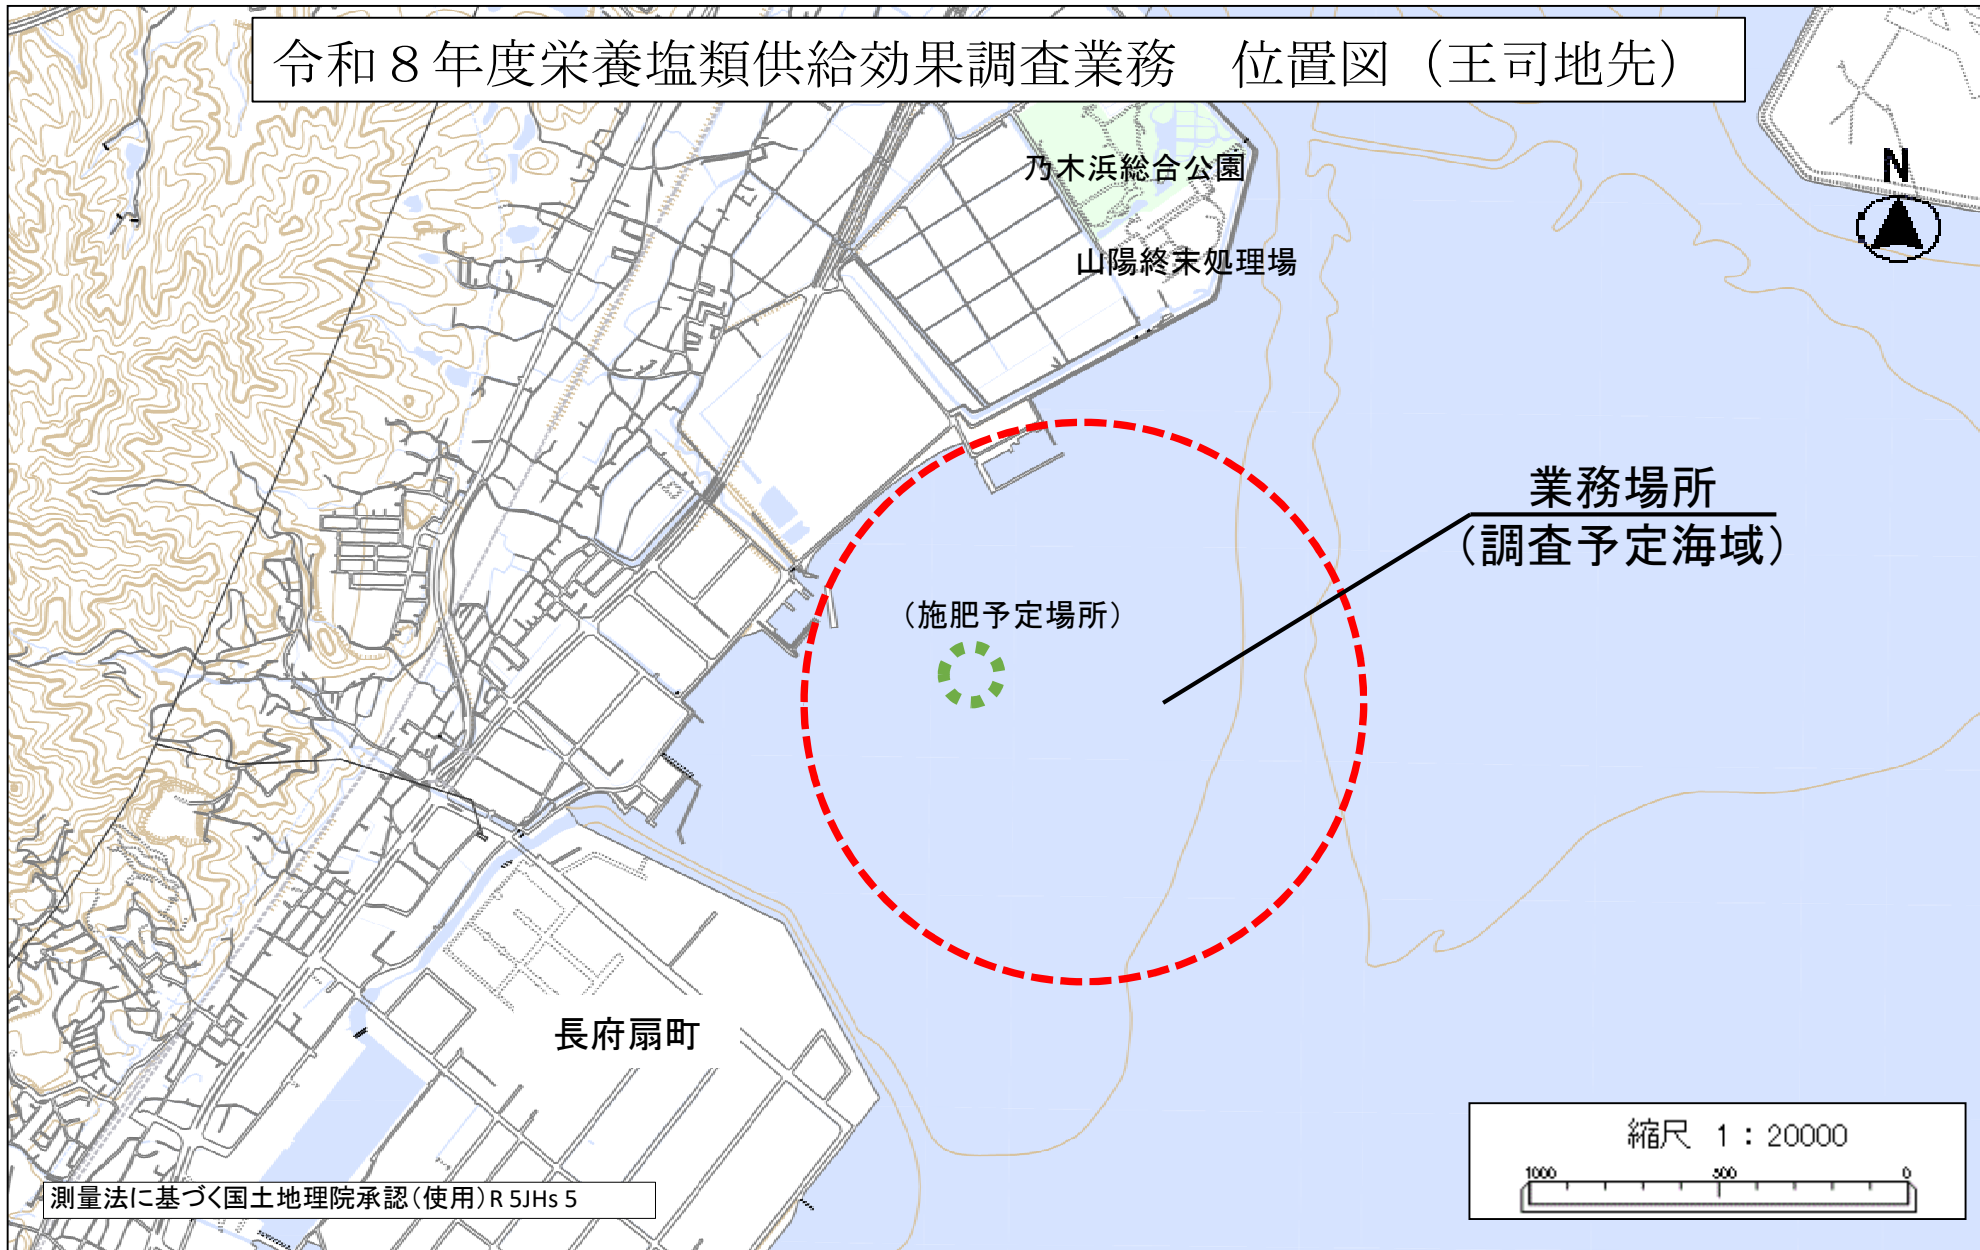 令和８年度栄養塩類供給効果調査業務　位置図（王司地先）
乃木浜総合公園
N
山陽終末処理場
業務場所
（調査予定海域）
（施肥予定場所）
長府扇町
縮尺 1：20000
1000 500 0
測量法に基づく国土地理院承認（使用）R 5JHs 5